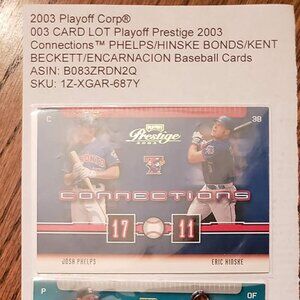 2003 Playoff Corp®
003 CARD LOT Playoff Prestige 2003
Connections™ PHELPS/HINSKE BONDS/KENT
BECKETT/ENCARNACION Baseball Cards
ASIN: B083ZRDN2Q
SKU: 1Z-XGAR-687Y
C 3B
Prestige
2003
T
CONNECTIONS
17 11
JOSH PHELPS ERIC HINSKE
P OF